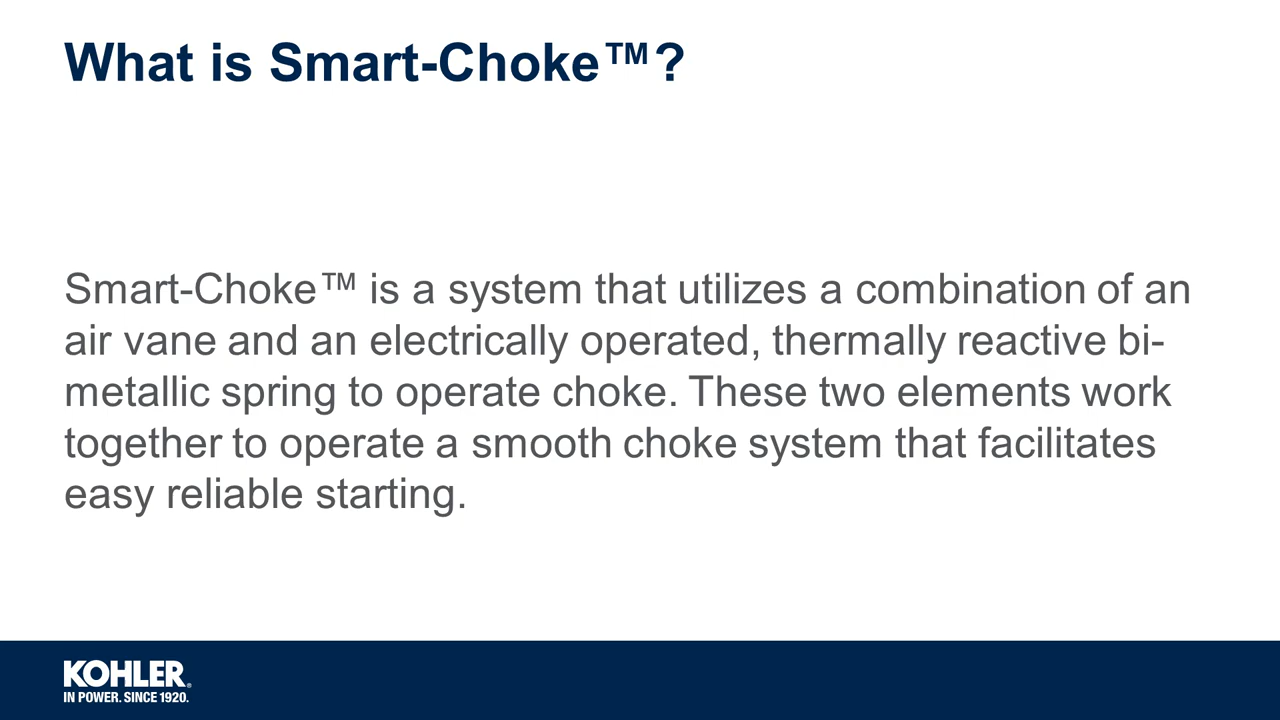 What is Smart-Choke™?
Smart-Choke™ is a system that utilizes a combination of an
air vane and an electrically operated, thermally reactive bi-
metallic spring to operate choke. These two elements work
together to operate a smooth choke system that facilitates
easy reliable starting.
KOHLER®
IN POWER. SINCE 1920.